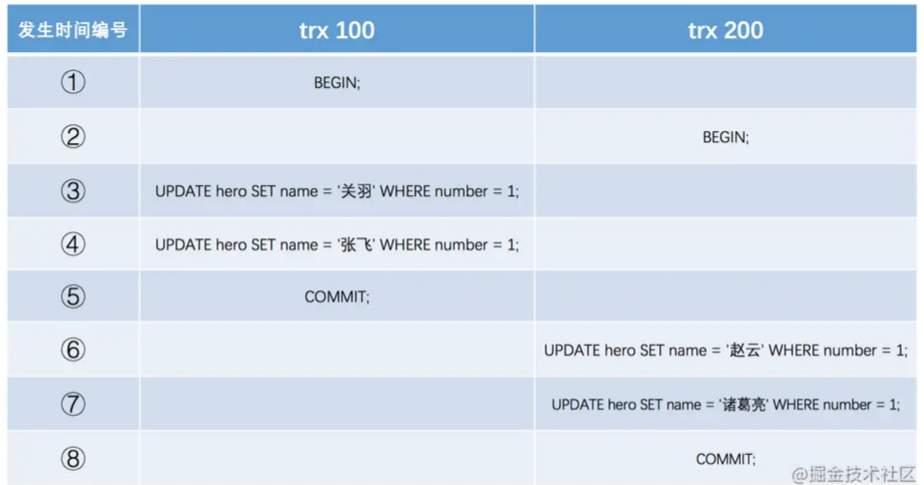 发生时间编号 trx 100 trx 200
① BEGIN;
② BEGIN;
③ UPDATE hero SET name = '关羽' WHERE number = 1;
④ UPDATE hero SET name = '张飞' WHERE number = 1;
⑤ COMMIT;
⑥ UPDATE hero SET name = '赵云' WHERE number = 1;
⑦ UPDATE hero SET name = '诸葛亮' WHERE number = 1;
⑧ COMMIT;
@掘金技术社区